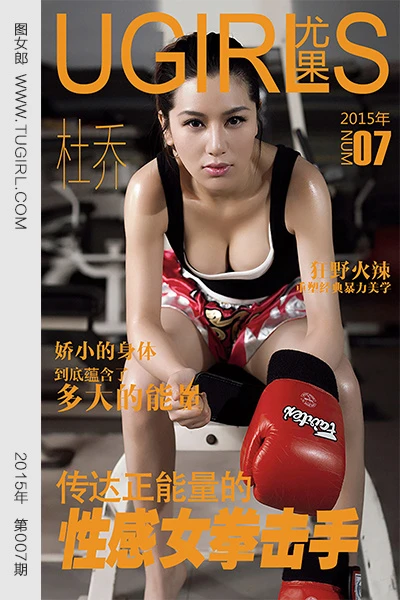 图女郎 WWW.TUGIRL.COM
2015年 第007期
UGIRLS
尤果
2015年
NUM 07
杜乔
狂野火辣
重塑经典暴力美学
娇小的身体
到底蕴含了
多大的能量
Fairtex
传达正能量的
性感女拳击手